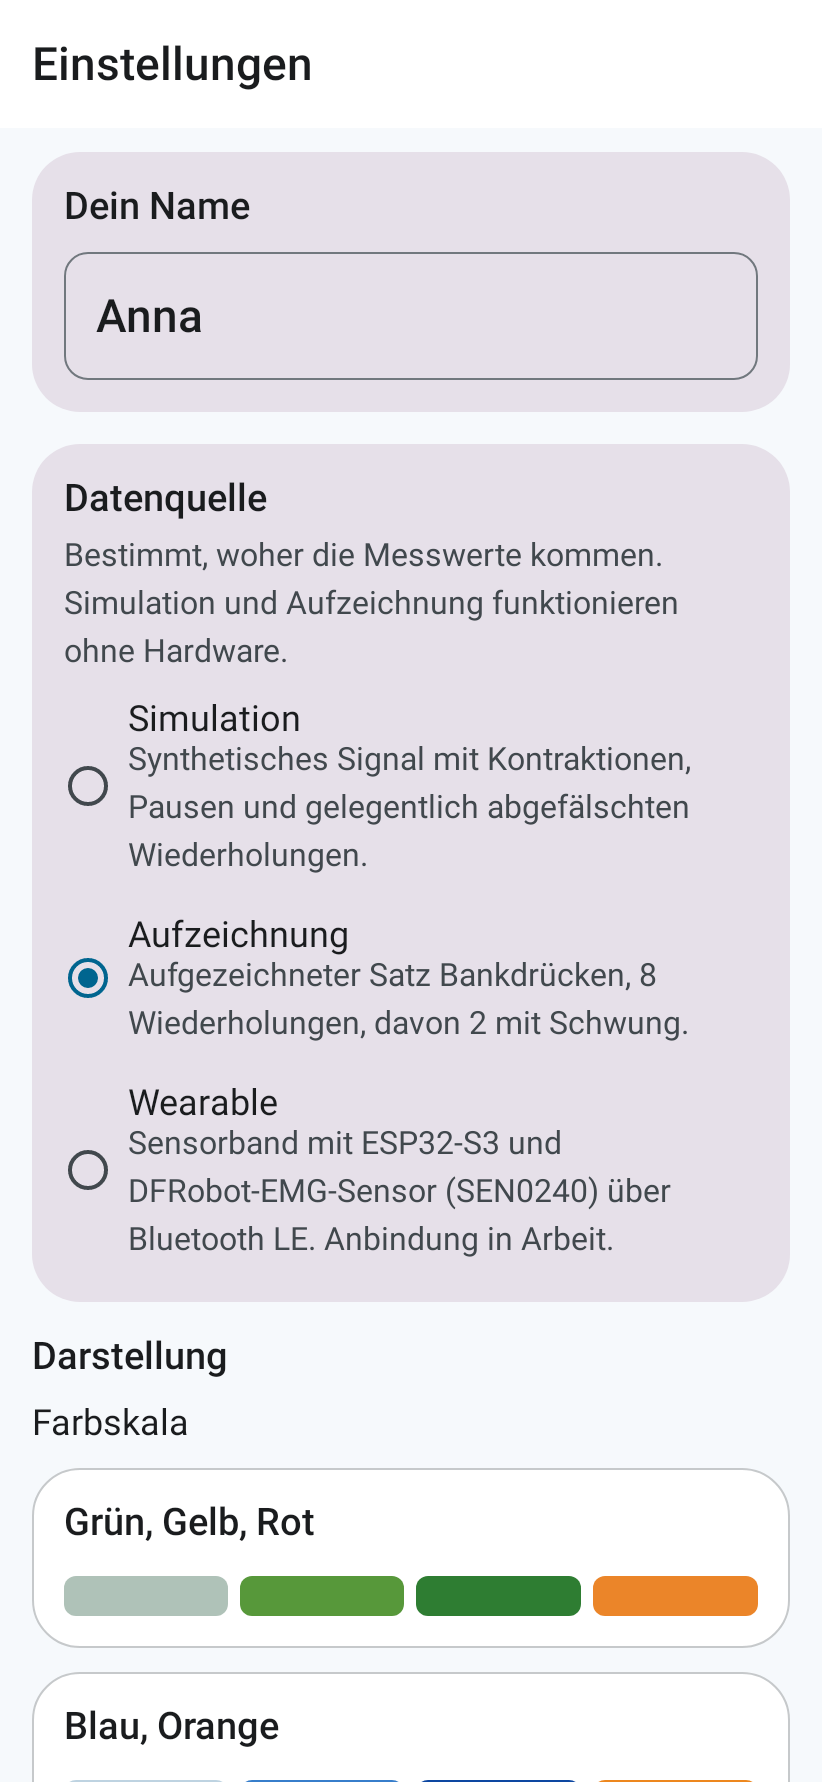 Einstellungen
Dein Name
Anna
Datenquelle
Bestimmt, woher die Messwerte kommen.
Simulation und Aufzeichnung funktionieren
ohne Hardware.
Simulation
Synthetisches Signal mit Kontraktionen,
Pausen und gelegentlich abgefälschten
Wiederholungen.
Aufzeichnung
Aufgezeichneter Satz Bankdrücken, 8
Wiederholungen, davon 2 mit Schwung.
Wearable
Sensorband mit ESP32-S3 und
DFRobot-EMG-Sensor (SEN0240) über
Bluetooth LE. Anbindung in Arbeit.
Darstellung
Farbskala
Grün, Gelb, Rot
Blau, Orange